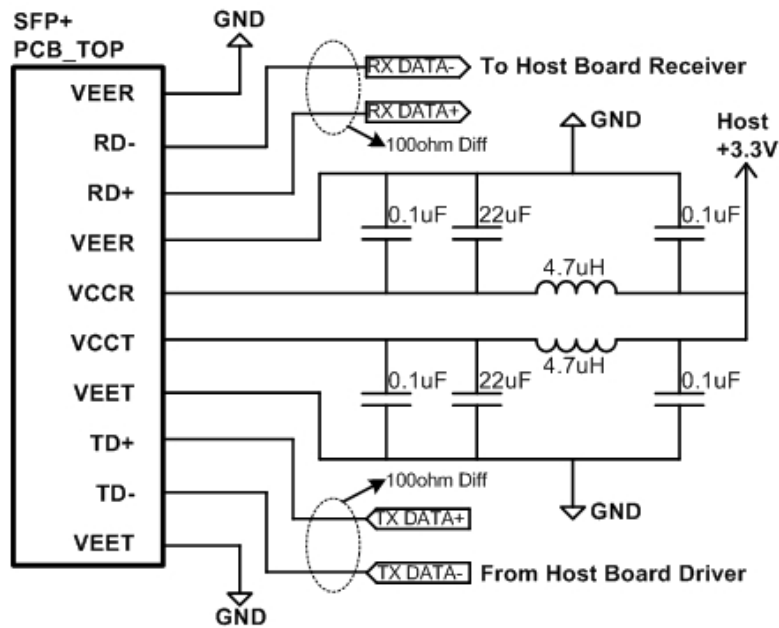 SFP+
PCB_TOP
GND
VEER
RD-
RD+
VEER
VCCR
VCCT
VEET
TD+
TD-
VEET
GND
RX DATA-
To Host Board Receiver
RX DATA+
100ohm Diff
GND
Host
+3.3V
0.1uF
22uF
0.1uF
4.7uH
4.7uH
0.1uF
22uF
0.1uF
100ohm Diff
GND
TX DATA+
TX DATA-
From Host Board Driver